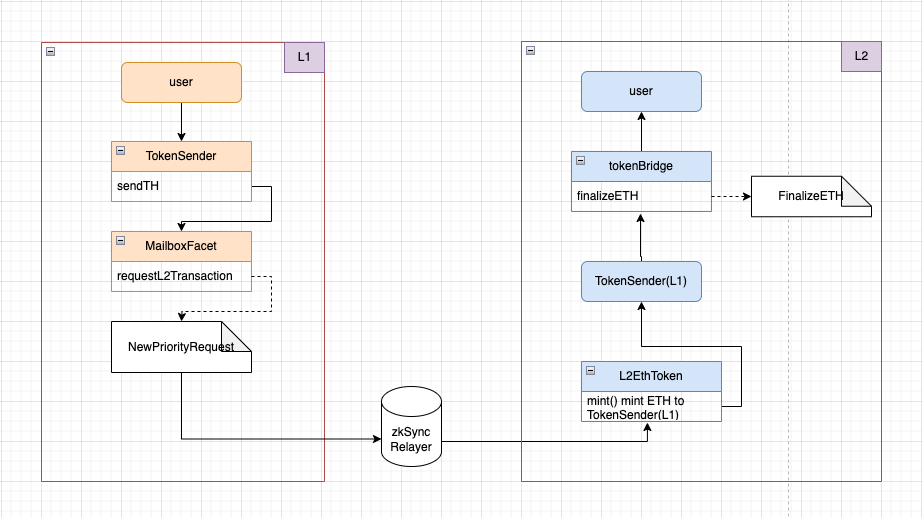 L1
user
TokenSender
sendTH
MailboxFacet
requestL2Transaction
NewPriorityRequest
zkSync
Relayer
L2
user
tokenBridge
finalizeETH
FinalizeETH
TokenSender(L1)
L2EthToken
mint() mint ETH to
TokenSender(L1)